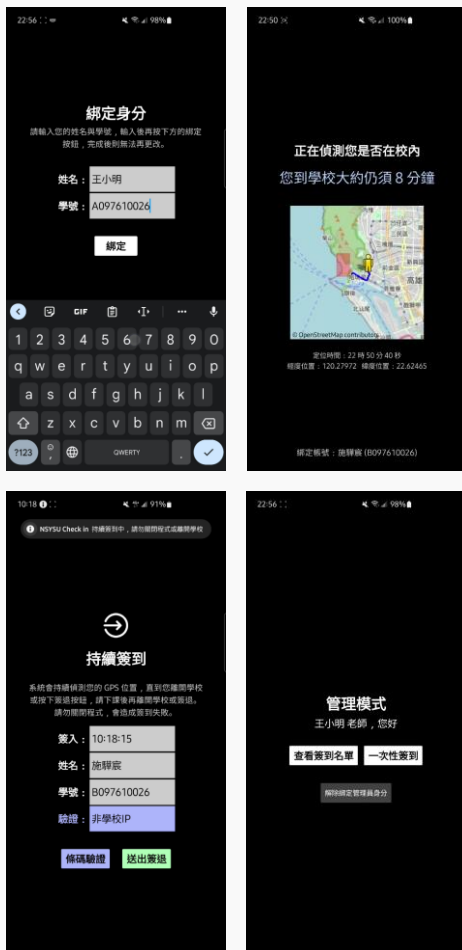 22:56
98%
綁定身分
請輸入您的姓名與學號，輸入後再按下方的綁定
按鈕，完成後則無法再更改。
姓名：王小明
學號：A097610026
綁定
GIF
1 2 3 4 5 6 7 8 9 0
q w e r t y u i o p
a s d f g h j k l
z x c v b n m
?123 , QWERTY .
22:50
100%
正在偵測您是否在校內
您到學校大約仍須 8 分鐘
高雄
© OpenStreetMap contributors
定位時間：22 時 50 分 40 秒
經度位置：120.27972 緯度位置：22.62465
綁定帳號：施驊宸 (B097610026)
10:18
91%
NSYSU Check in 持續簽到中，請勿關閉程式或離開學校
持續簽到
系統會持續偵測您的 GPS 位置，直到您離開學校
或按下簽退按鈕，請下課後再離開學校或簽退。
請勿關閉程式，會造成簽到失敗。
簽入：10:18:15
姓名：施驊宸
學號：B097610026
驗證：非學校IP
條碼驗證 送出簽退
22:56
98%
管理模式
王小明 老師，您好
查看簽到名單 一次性簽到
解除綁定管理員身分